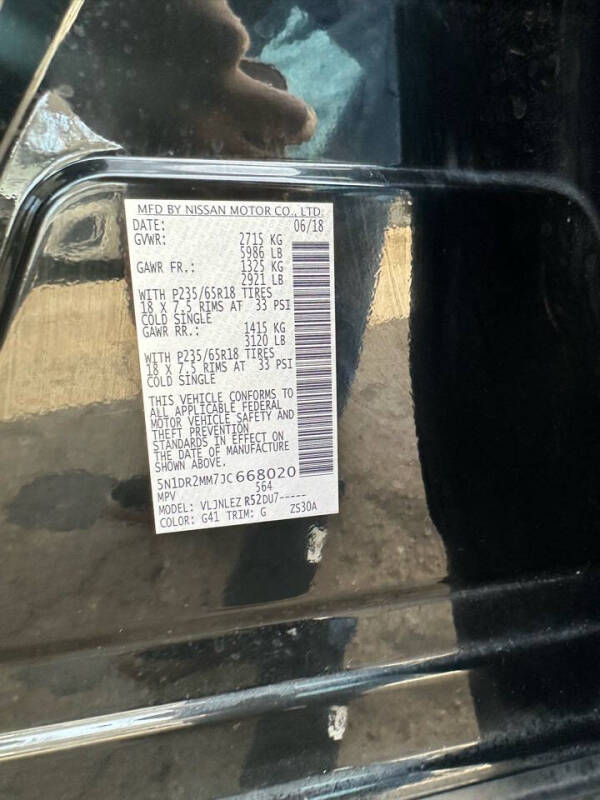 MFD BY NISSAN MOTOR CO., LTD.
DATE: 06/18
GVWR: 2715 KG
5986 LB
GAWR FR.: 1325 KG
2921 LB
WITH P235/65R18 TIRES
18 X 7.5 RIMS AT 33 PSI
COLD SINGLE
GAWR RR.: 1415 KG
3120 LB
WITH P235/65R18 TIRES
18 X 7.5 RIMS AT 33 PSI
COLD SINGLE
THIS VEHICLE CONFORMS TO
ALL APPLICABLE FEDERAL
MOTOR VEHICLE SAFETY AND
THEFT PREVENTION
STANDARDS IN EFFECT ON
THE DATE OF MANUFACTURE
SHOWN ABOVE.
5N1DR2MM7JC668020
MPV 564
MODEL: VLJNLEZ R52DU7-----
COLOR: G41 TRIM: G ZS30A